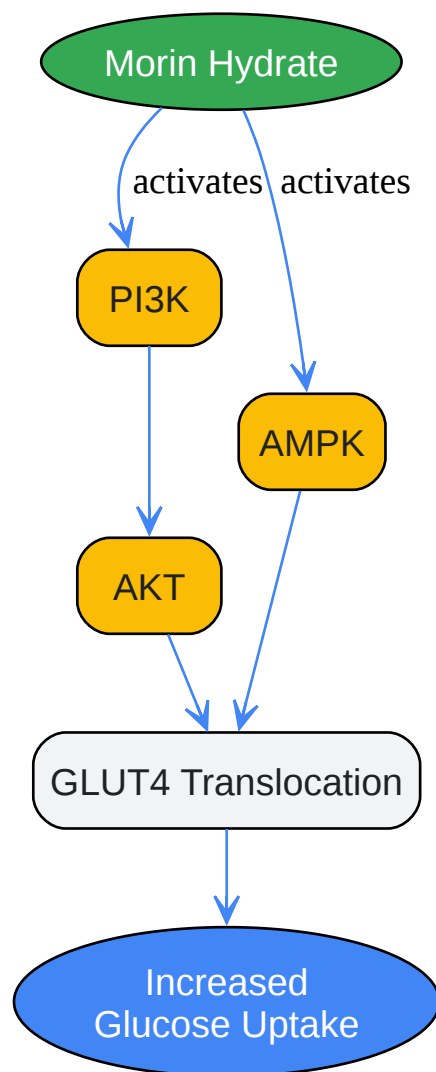 Morin Hydrate
activates activates
PI3K
AMPK
AKT
GLUT4 Translocation
Increased
Glucose Uptake